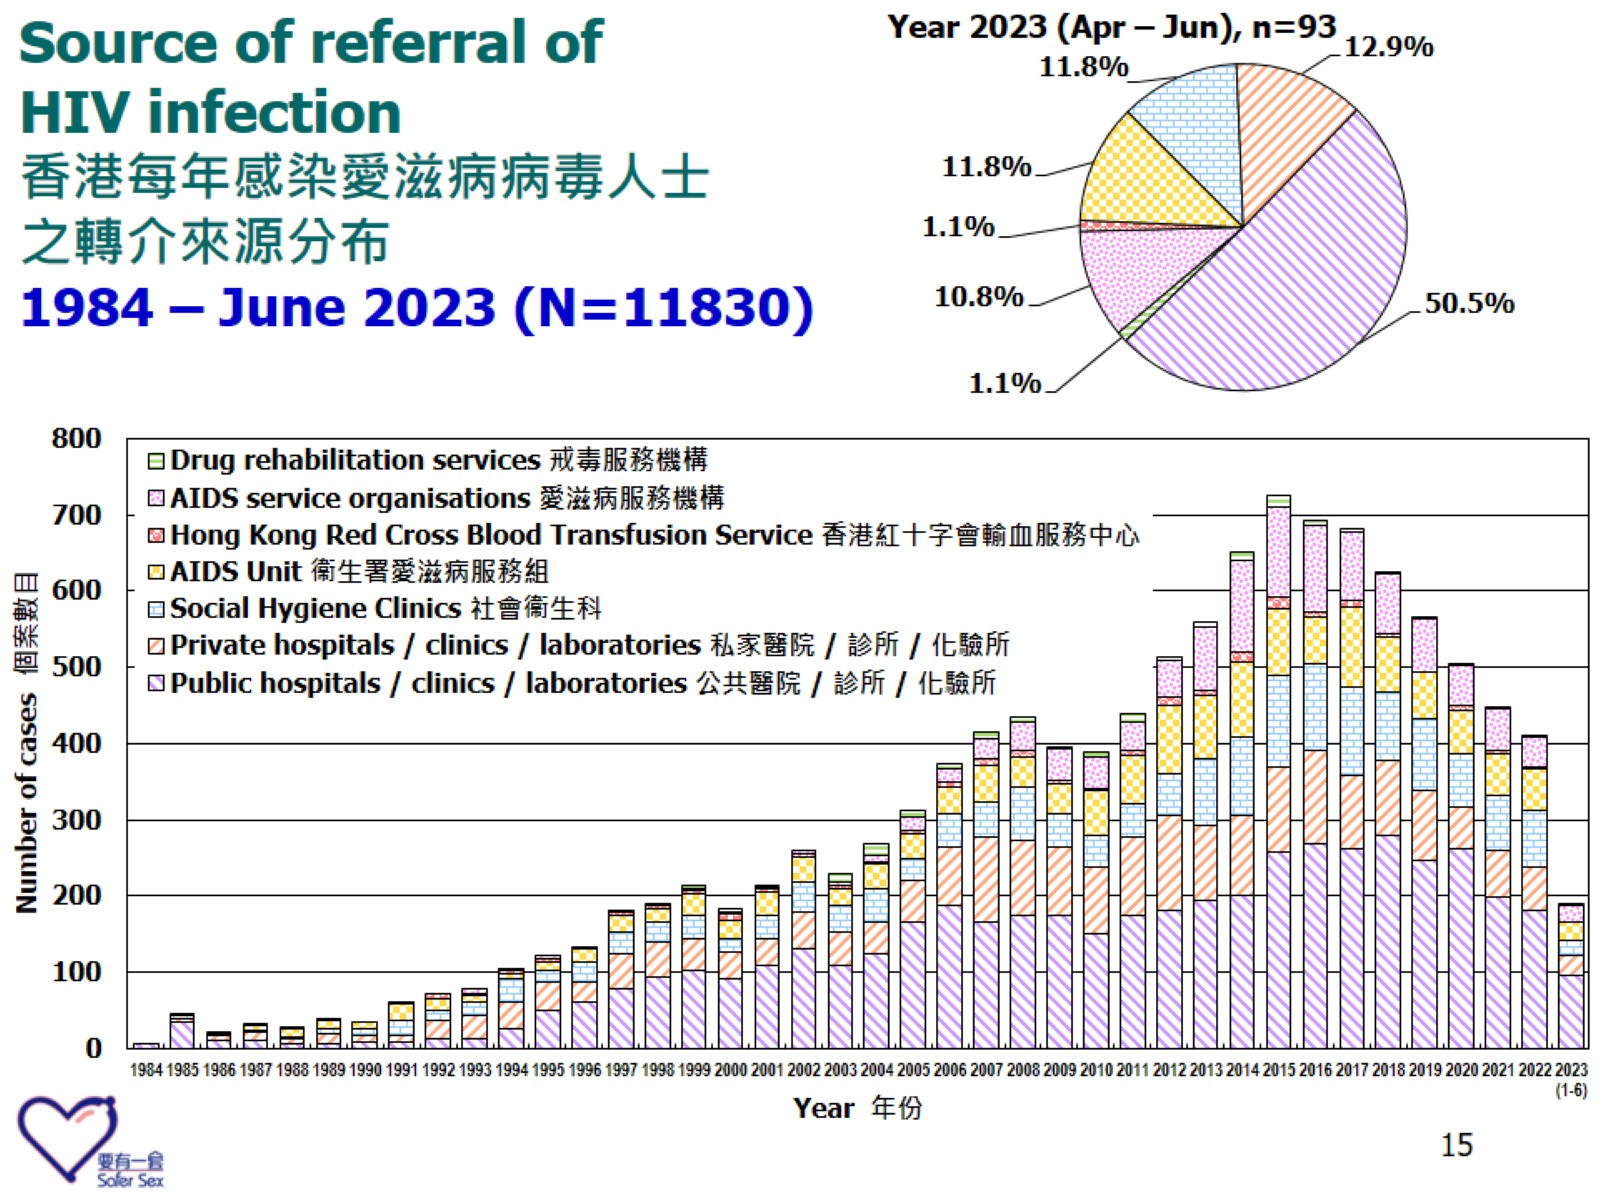 Source of referral of
HIV infection
香港每年感染愛滋病病毒人士
之轉介來源分布
1984 – June 2023 (N=11830)
Year 2023 (Apr – Jun), n=93
12.9%
11.8%
11.8%
1.1%
10.8%
1.1%
50.5%
Number of cases 個案數目
800
700
600
500
400
300
200
100
0
Drug rehabilitation services 戒毒服務機構
AIDS service organisations 愛滋病服務機構
Hong Kong Red Cross Blood Transfusion Service 香港紅十字會輸血服務中心
AIDS Unit 衞生署愛滋病服務組
Social Hygiene Clinics 社會衞生科
Private hospitals / clinics / laboratories 私家醫院 / 診所 / 化驗所
Public hospitals / clinics / laboratories 公共醫院 / 診所 / 化驗所
1984 1985 1986 1987 1988 1989 1990 1991 1992 1993 1994 1995 1996 1997 1998 1999 2000 2001 2002 2003 2004 2005 2006 2007 2008 2009 2010 2011 2012 2013 2014 2015 2016 2017 2018 2019 2020 2021 2022 2023
(1-6)
Year 年份
要有一套
Safer Sex
15